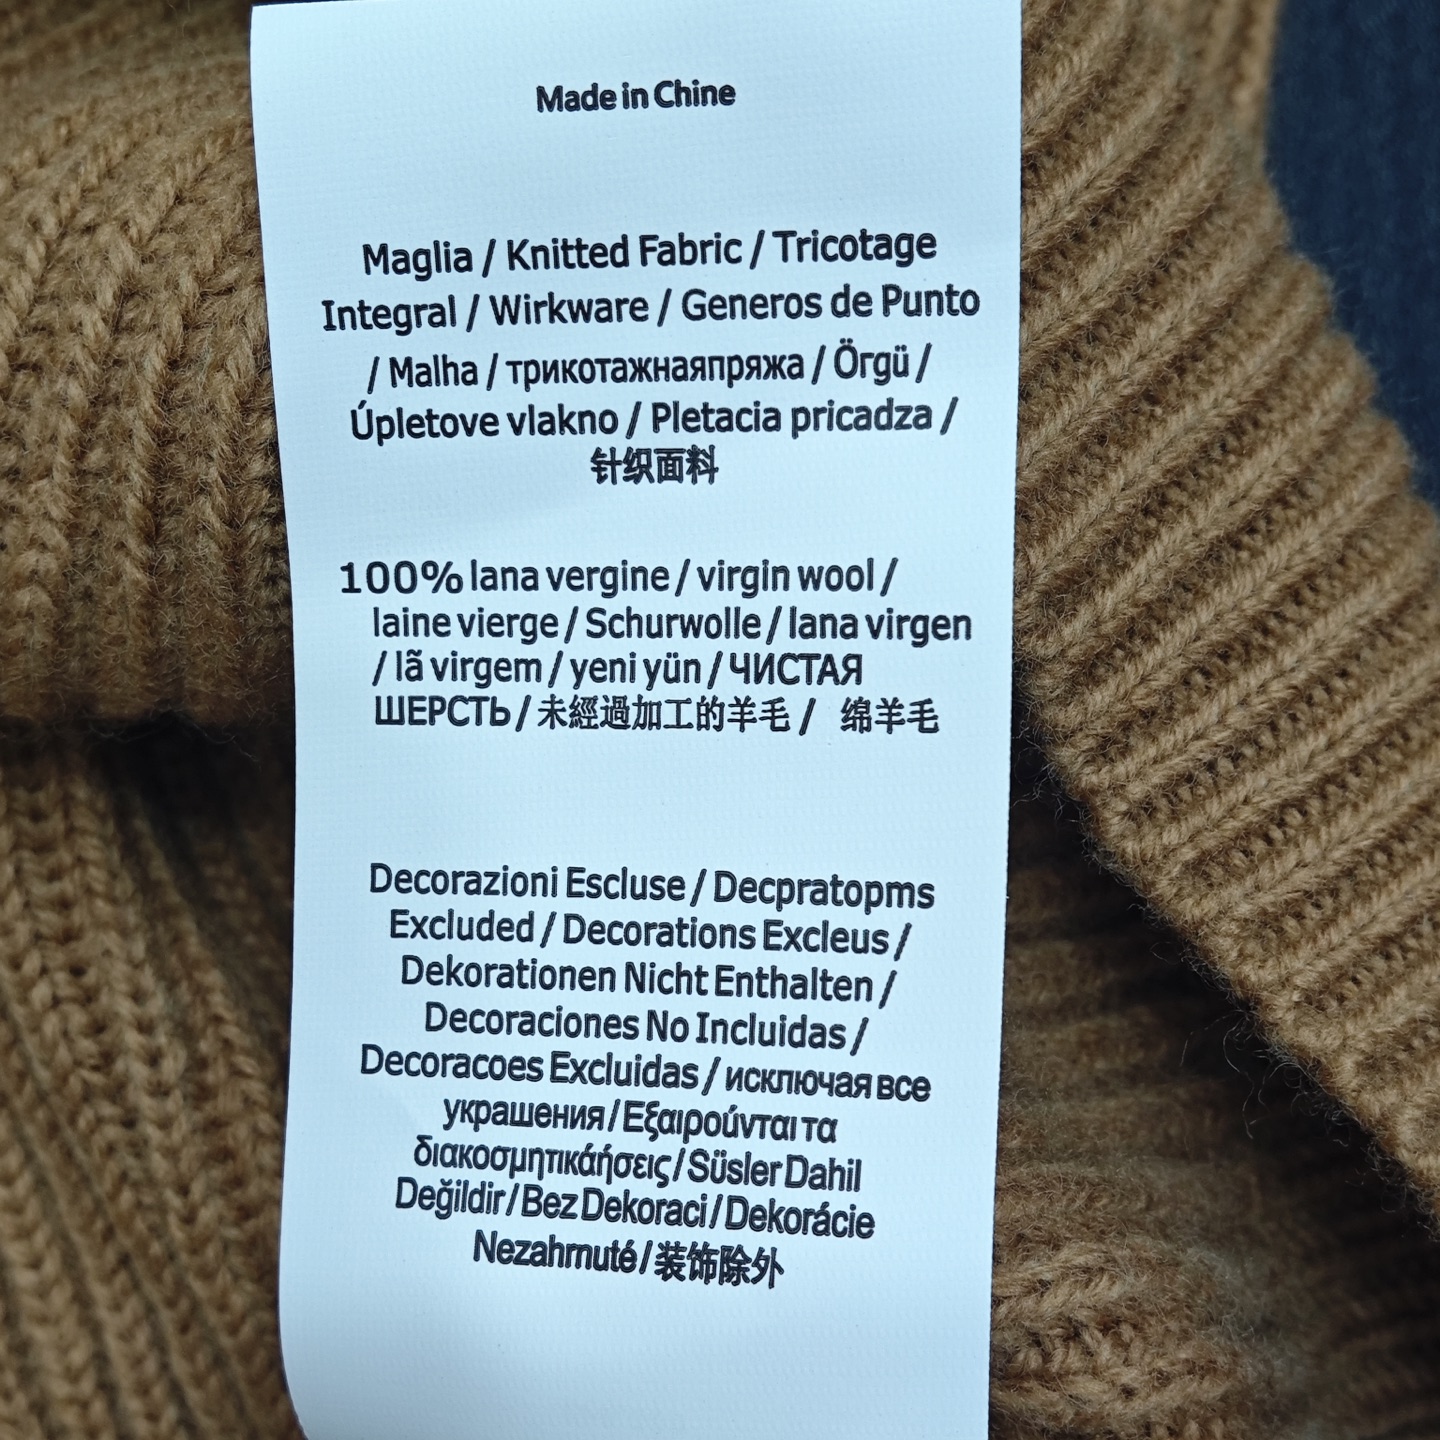 Made in Chine
Maglia / Knitted Fabric / Tricotage
Integral / Wirkware / Generos de Punto
/ Malha / трикотажнаяпряжа / Örgü /
Úpletove vlakno / Pletacia pricadza /
针织面料
100% lana vergine / virgin wool /
laine vierge / Schurwolle / lana virgen
/ lã virgem / yeni yün / ЧИСТАЯ
ШЕРСТЬ / 未經過加工的羊毛 / 绵羊毛
Decorazioni Escluse / Decpratopms
Excluded / Decorations Excleus /
Dekorationen Nicht Enthalten /
Decoraciones No Incluidas /
Decoracoes Excluidas / исключая все
украшения / Εξαιρούνται τα
διακοσμητικάήσεις / Süsler Dahil
Değildir / Bez Dekoraci / Dekorácie
Nezahrnuté / 装饰除外